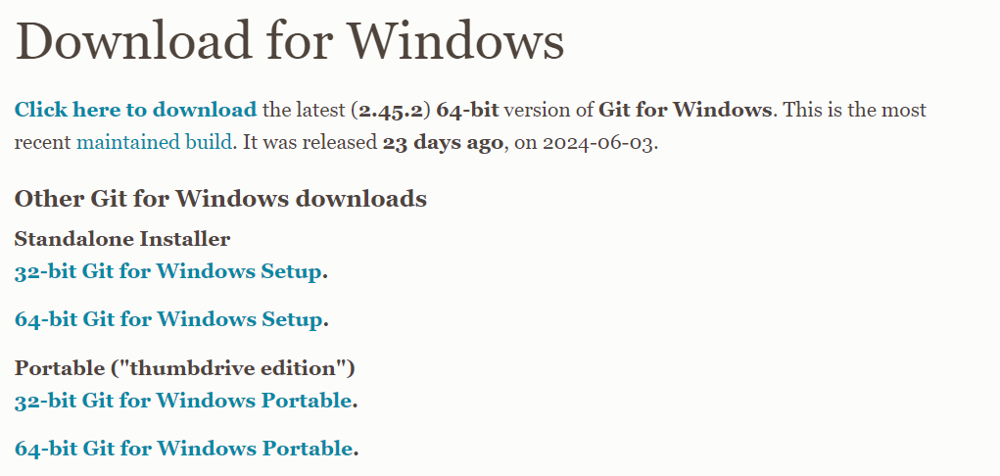 Download for Windows
Click here to download the latest (2.45.2) 64-bit version of Git for Windows. This is the most
recent maintained build. It was released 23 days ago, on 2024-06-03.
Other Git for Windows downloads
Standalone Installer
32-bit Git for Windows Setup.
64-bit Git for Windows Setup.
Portable ("thumbdrive edition")
32-bit Git for Windows Portable.
64-bit Git for Windows Portable.